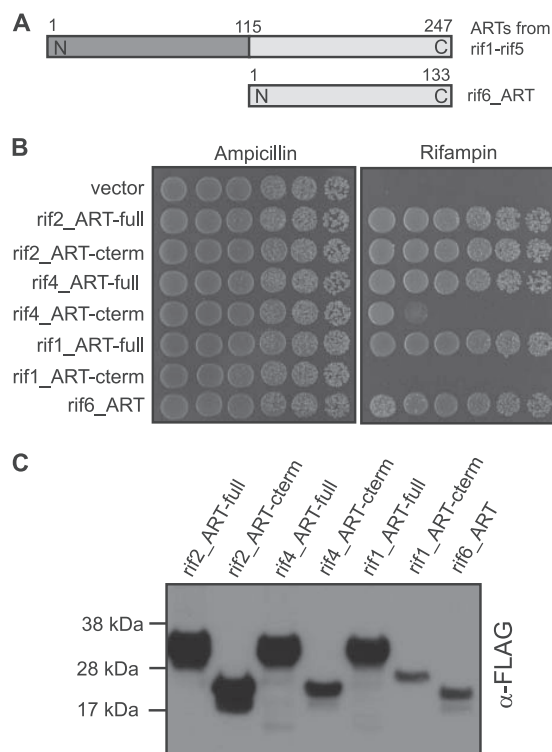 A
1 115 247
N C
ARTs from
rif1-rif5
1 133
N C
rif6_ART
B
Ampicillin Rifampin
vector
rif2_ART-full
rif2_ART-cterm
rif4_ART-full
rif4_ART-cterm
rif1_ART-full
rif1_ART-cterm
rif6_ART
C
rif2_ART-full
rif2_ART-cterm
rif4_ART-full
rif4_ART-cterm
rif1_ART-full
rif1_ART-cterm
rif6_ART
38 kDa
28 kDa
17 kDa
α-FLAG